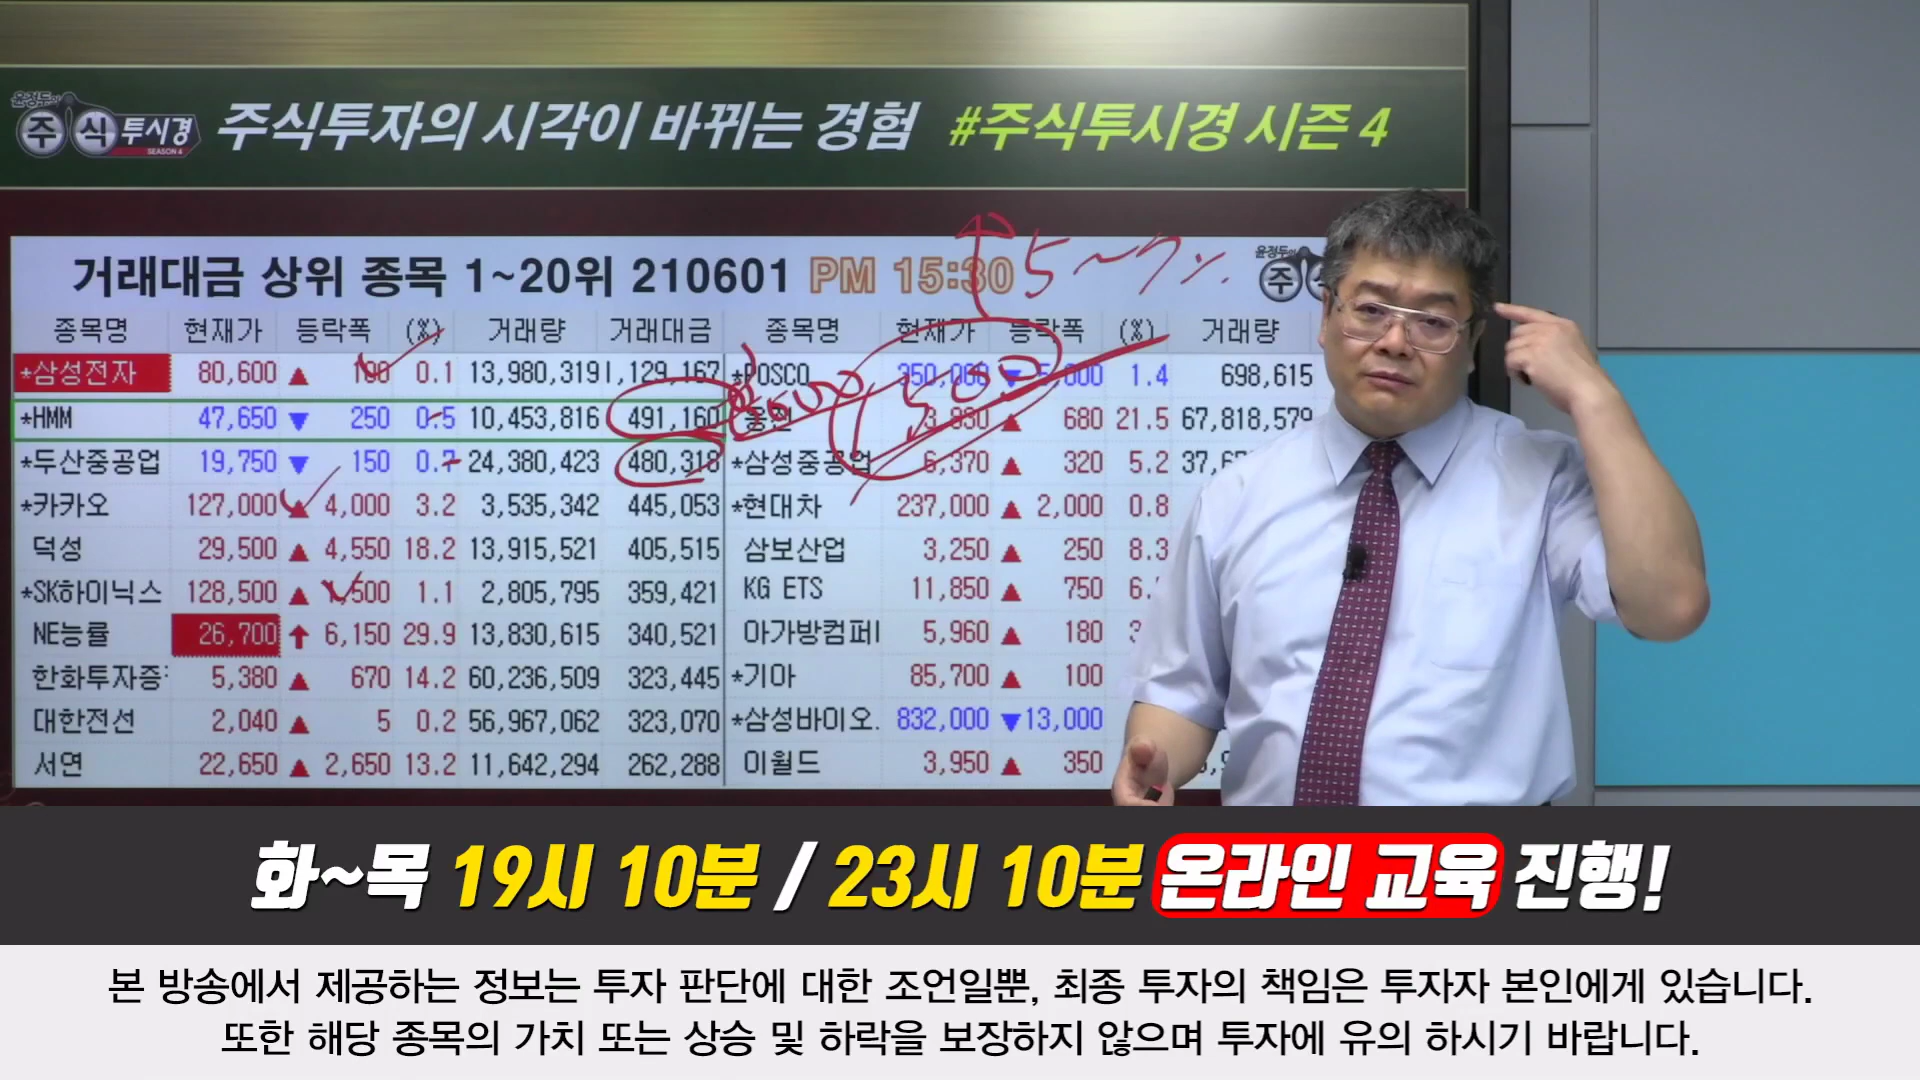 윤정두의 주식투시경 SEASON 4
주식투자의 시각이 바뀌는 경험 #주식투시경 시즌 4
거래대금 상위 종목 1~20위 210601 PM 15:30
5~7%
종목명 현재가 등락폭 (%) 거래량 거래대금 종목명 현재가 등락폭 (%) 거래량
*삼성전자 80,600 ▲ 100 0.1 13,980,319 1,129,167 *POSCO 350,000 ▼ 5,000 1.4 698,615
*HMM 47,650 ▼ 250 0.5 10,453,816 491,160 웅진 680 21.5 67,818,579
*두산중공업 19,750 ▼ 150 0.7 24,380,423 480,318 *삼성중공업 6,370 ▲ 320 5.2
*카카오 127,000 ▲ 4,000 3.2 3,535,342 445,053 *현대차 237,000 ▲ 2,000 0.8
덕성 29,500 ▲ 4,550 18.2 13,915,521 405,515 삼보산업 3,250 ▲ 250 8.3
*SK하이닉스 128,500 ▲ 1,500 1.1 2,805,795 359,421 KG ETS 11,850 ▲ 750
NE능률 26,700 ↑ 6,150 29.9 13,830,615 340,521 아가방컴퍼니 5,960 ▲ 180
한화투자증 5,380 ▲ 670 14.2 60,236,509 323,445 *기아 85,700 ▲ 100
대한전선 2,040 ▲ 5 0.2 56,967,062 323,070 *삼성바이오. 832,000 ▼ 13,000
서연 22,650 ▲ 2,650 13.2 11,642,294 262,288 이월드 3,950 ▲ 350
화~목 19시 10분 / 23시 10분 온라인 교육 진행!
본 방송에서 제공하는 정보는 투자 판단에 대한 조언일뿐, 최종 투자의 책임은 투자자 본인에게 있습니다.
또한 해당 종목의 가치 또는 상승 및 하락을 보장하지 않으며 투자에 유의 하시기 바랍니다.